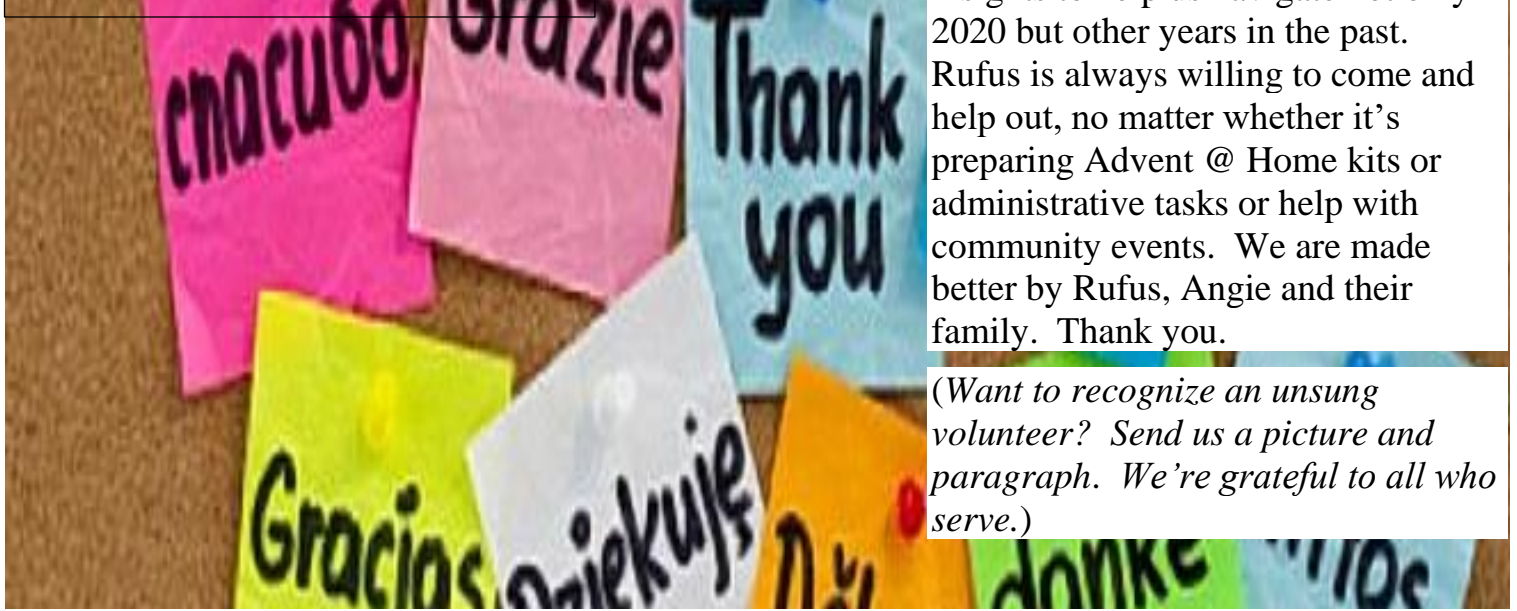 спасибо
Grazie
Thank
you
Gracias
Dziękuję
danke
2020 but other years in the past.
Rufus is always willing to come and
help out, no matter whether it’s
preparing Advent @ Home kits or
administrative tasks or help with
community events.  We are made
better by Rufus, Angie and their
family.  Thank you.
(Want to recognize an unsung
volunteer?  Send us a picture and
paragraph.  We’re grateful to all who
serve.)